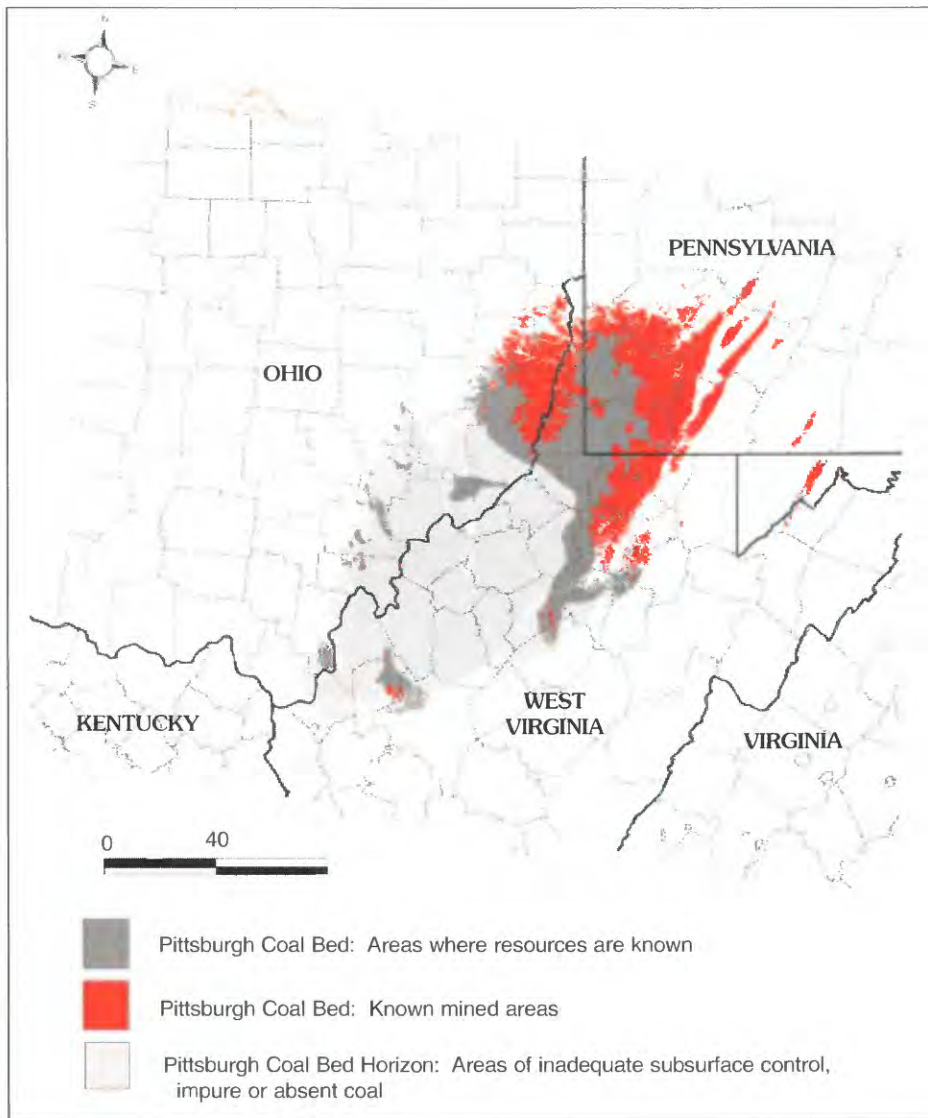 N
E
S
PENNSYLVANIA
OHIO
WEST
VIRGINIA
KENTUCKY
VIRGINIA
0 40
Pittsburgh Coal Bed: Areas where resources are known
Pittsburgh Coal Bed: Known mined areas
Pittsburgh Coal Bed Horizon: Areas of inadequate subsurface control,
impure or absent coal